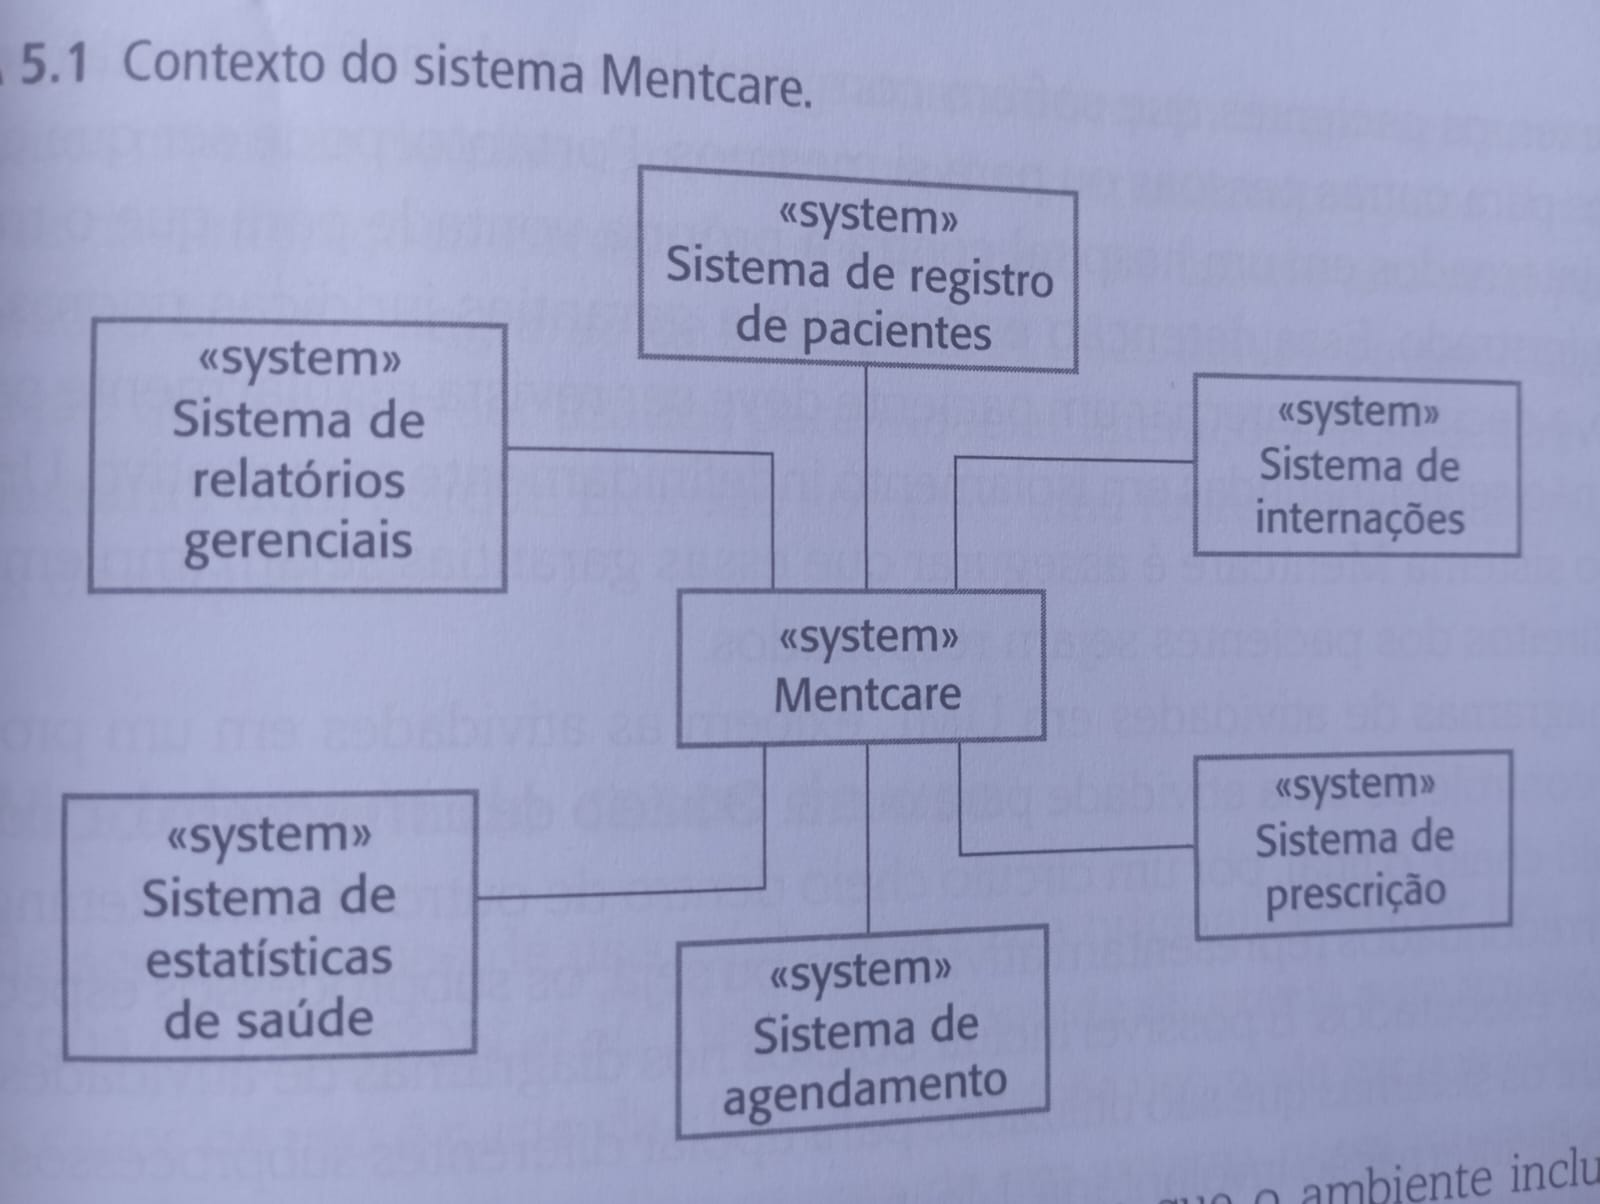 5.1 Contexto do sistema Mentcare.
«system»
Sistema de registro
de pacientes
«system»
Sistema de
relatórios
gerenciais
«system»
Sistema de
internações
«system»
Mentcare
«system»
Sistema de
prescrição
«system»
Sistema de
estatísticas
de saúde
«system»
Sistema de
agendamento
que o ambiente inclu